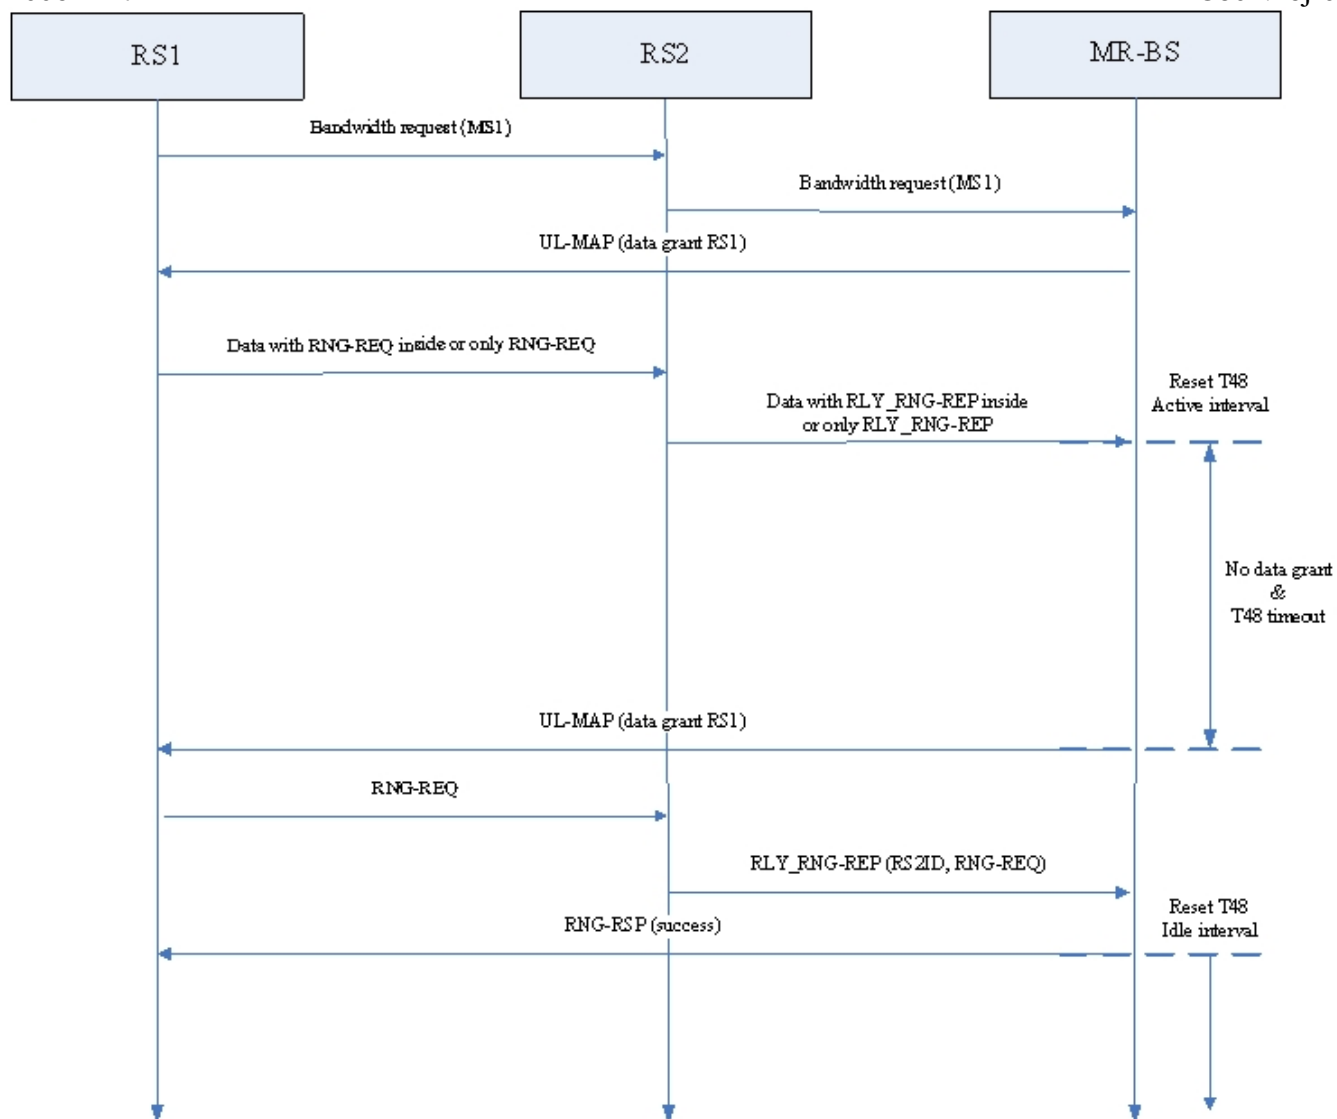 RS1
RS2
MR-BS
Bandwidth request (MS1)
Bandwidth request (MS1)
UL-MAP (data grant RS1)
Data with RNG-REQ inside or only RNG-REQ
Reset T48
Active interval
Data with RLY_RNG-REP inside
or only RLY_RNG-REP
No data grant
&
T48 timeout
UL-MAP (data grant RS1)
RNG-REQ
RLY_RNG-REP (RS2ID, RNG-REQ)
Reset T48
Idle interval
RNG-RSP (success)